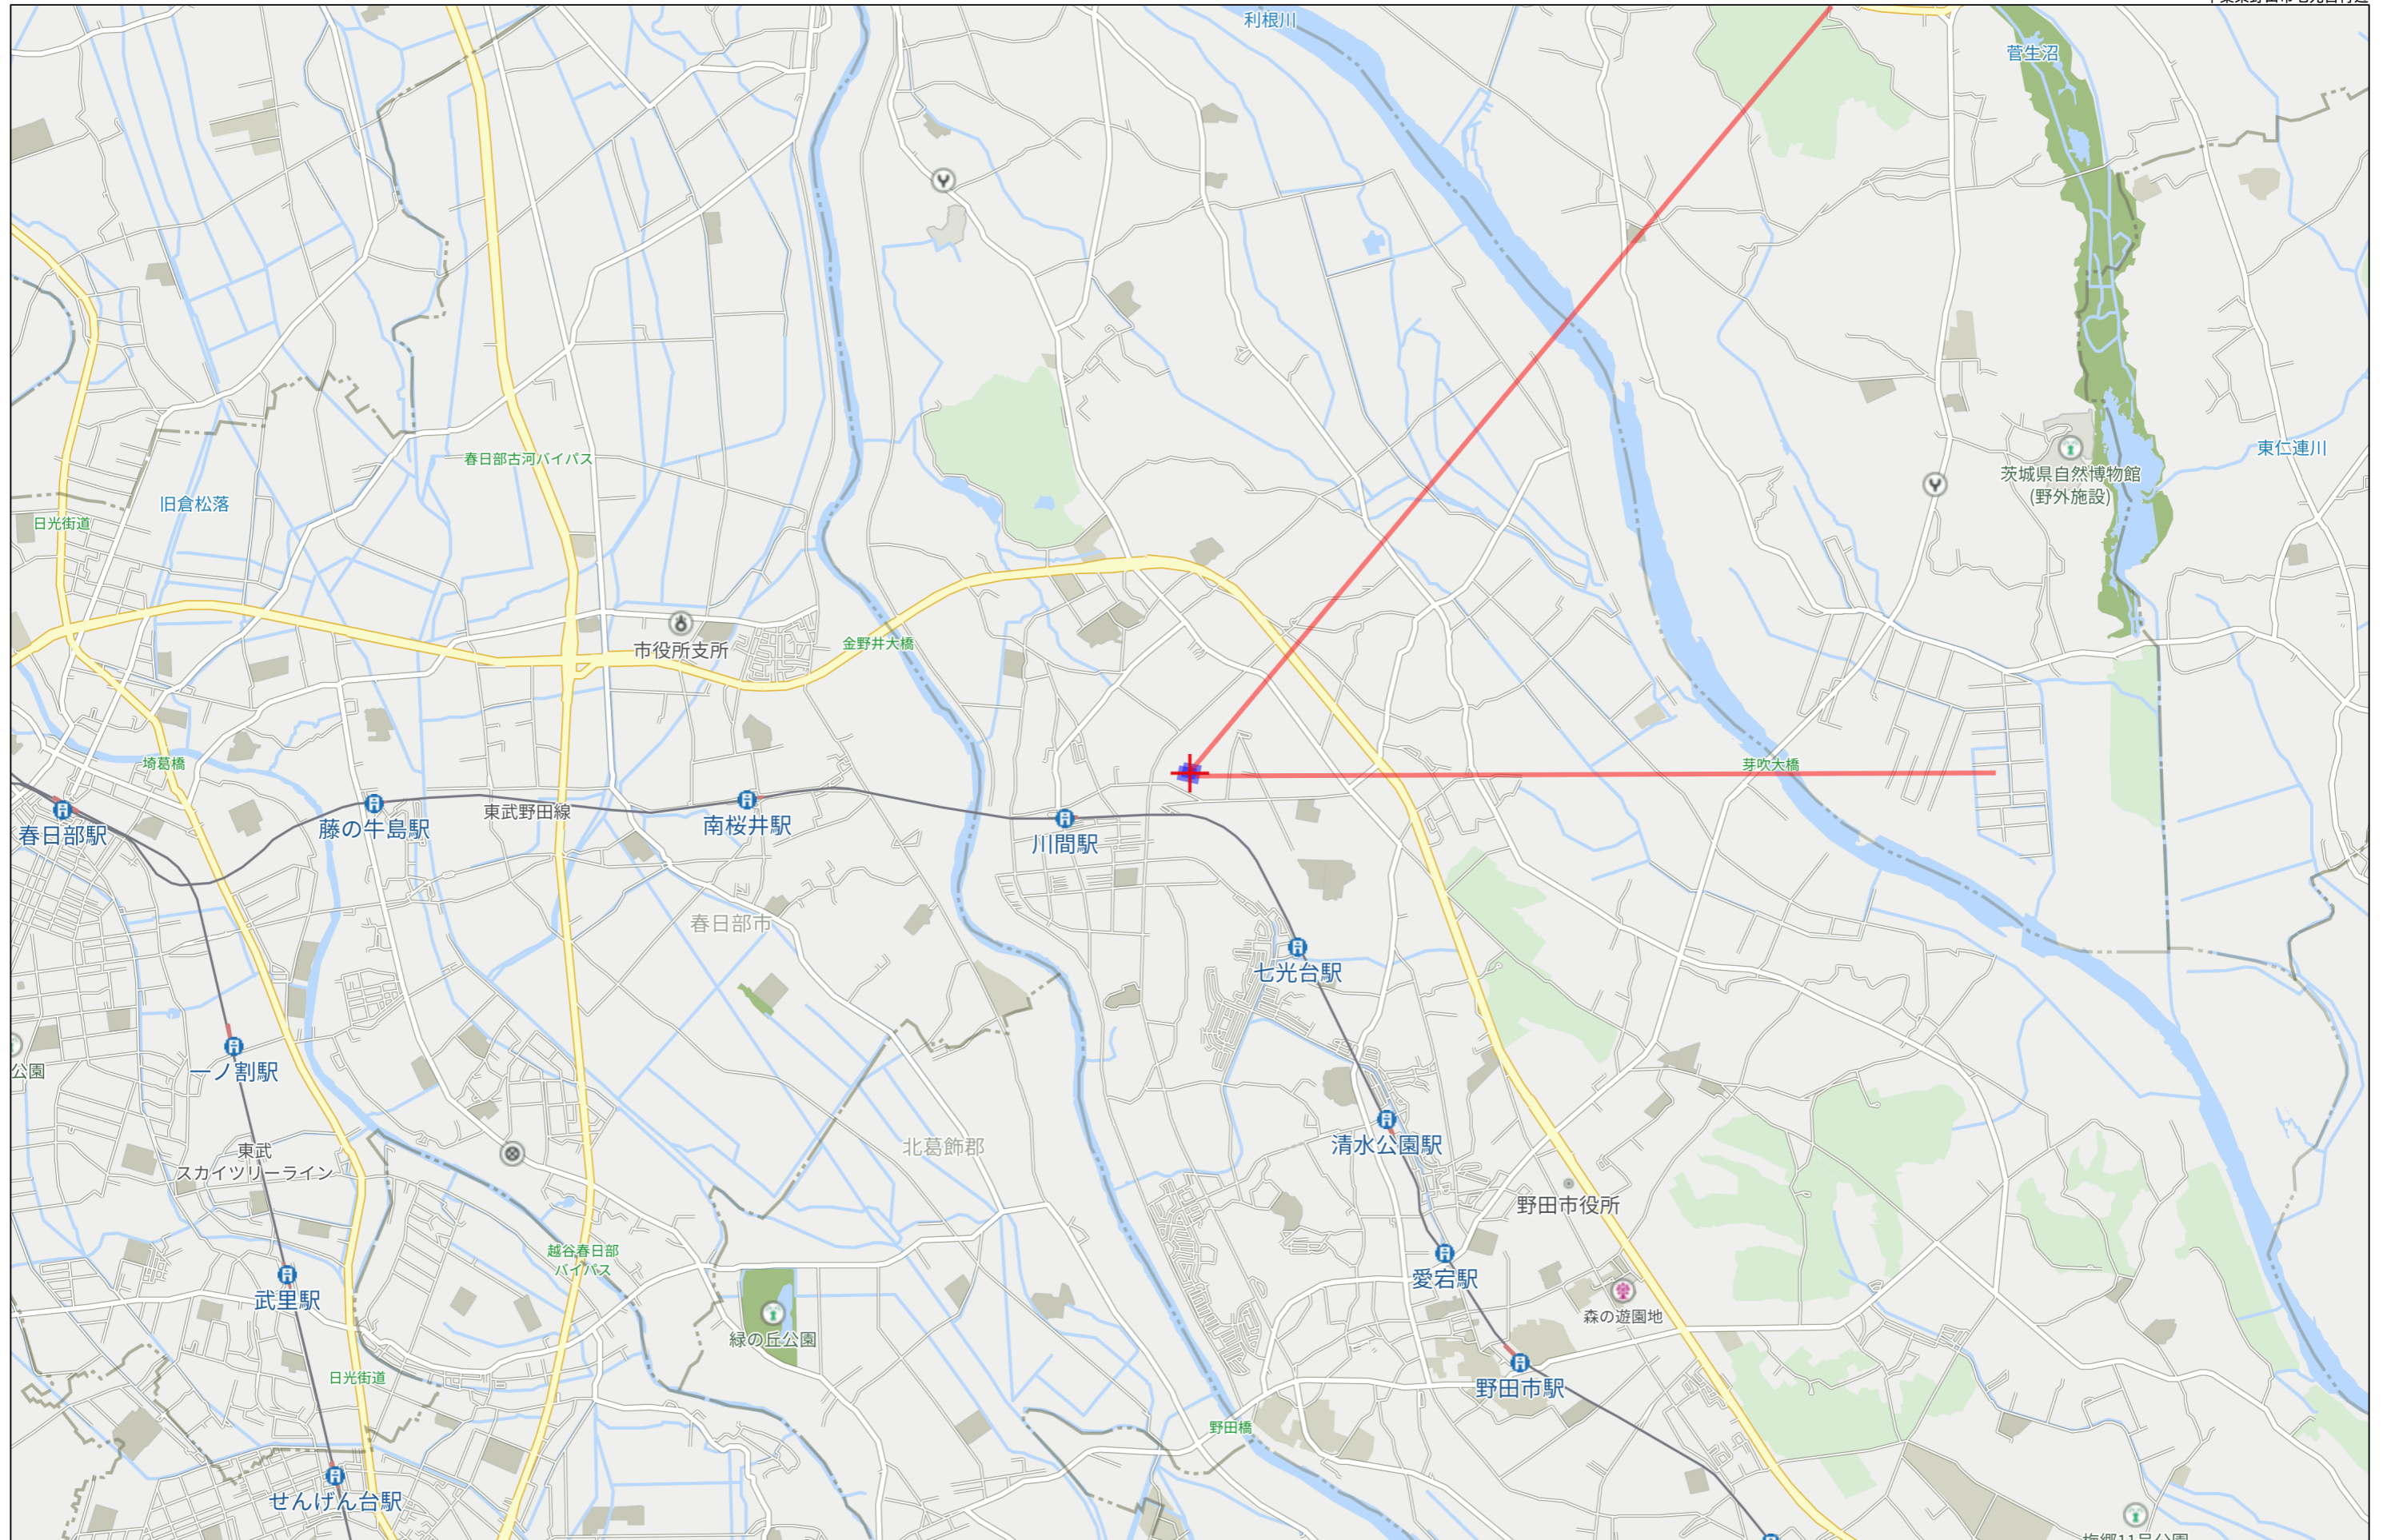 利根川
菅生沼
春日部古河バイパス
東仁連川
茨城県自然博物館
(野外施設)
旧倉松落
日光街道
市役所支所
金野井大橋
埼葛橋
芽吹大橋
東武野田線
春日部駅
藤の牛島駅
南桜井駅
川間駅
春日部市
七光台駅
一ノ割駅
公園
清水公園駅
北葛飾郡
東武
スカイツリーライン
野田市役所
越谷春日部
バイパス
愛宕駅
武里駅
森の遊園地
緑の丘公園
日光街道
野田市駅
野田橋
せんげん台駅